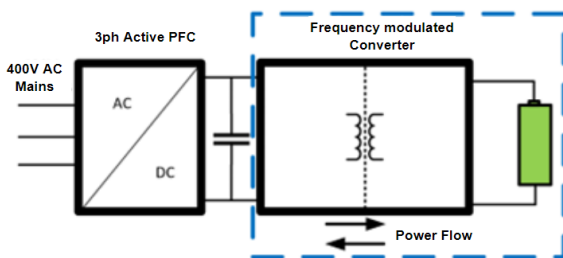 3ph Active PFC
Frequency modulated
Converter
400V AC
Mains
AC
DC
Power Flow